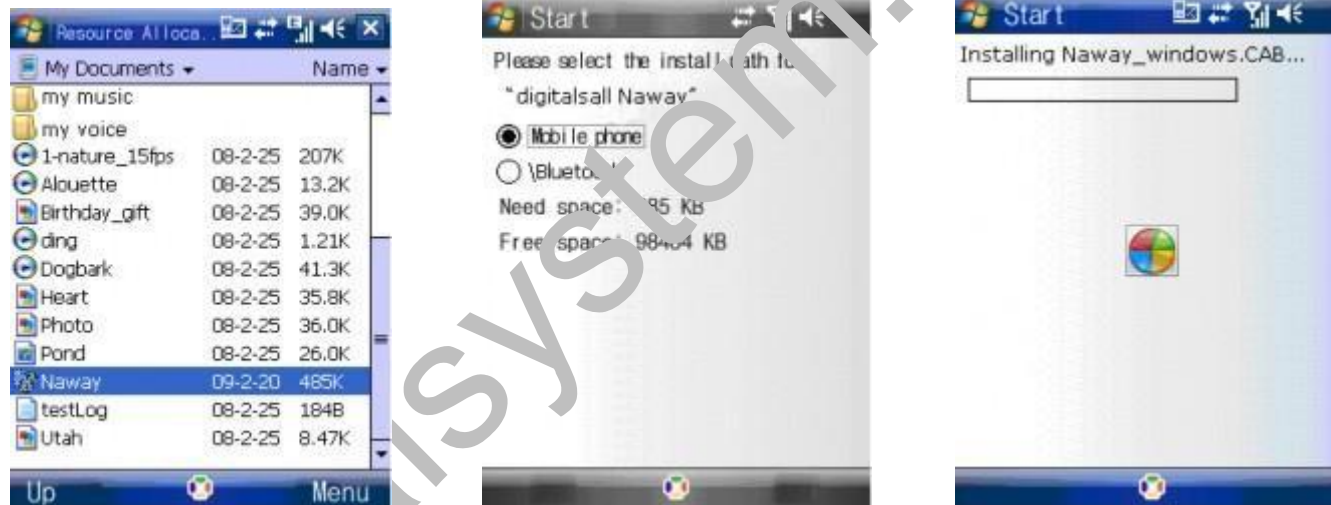 Resource Alloca..
My Documents
Name
my music
my voice
1-nature_15fps 08-2-25 207K
Alouette 08-2-25 13.2K
Birthday_gift 08-2-25 39.0K
ding 08-2-25 1.21K
Dogbark 08-2-25 41.3K
Heart 08-2-25 35.8K
Photo 08-2-25 36.0K
Pond 08-2-25 26.0K
Naway 09-2-20 485K
testLog 08-2-25 184B
Utah 08-2-25 8.47K
Up
Menu
Start
Please select the install path
"digitalsall Naway"
Mobile phone
Need space: KB
Free space: KB
Start
Installing Naway_windows.CAB...
system.